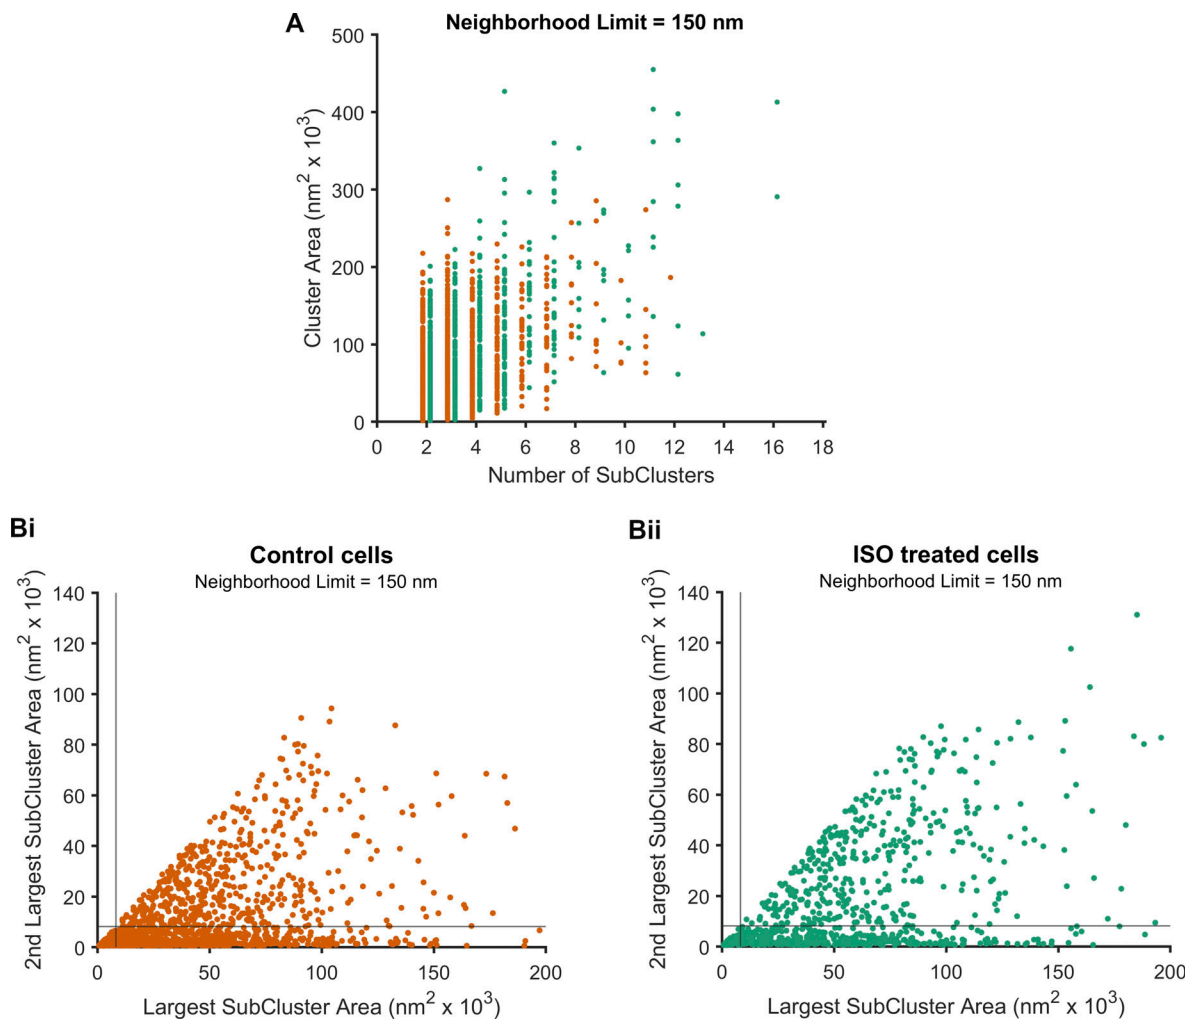 A
Neighborhood Limit = 150 nm
500
400
300
200
100
0
Cluster Area (nm² x 10³)
0 2 4 6 8 10 12 14 16 18
Number of SubClusters
Bi
Control cells
Neighborhood Limit = 150 nm
140
120
100
80
60
40
20
0
2nd Largest SubCluster Area (nm² x 10³)
0 50 100 150 200
Largest SubCluster Area (nm² x 10³)
Bii
ISO treated cells
Neighborhood Limit = 150 nm
140
120
100
80
60
40
20
0
2nd Largest SubCluster Area (nm² x 10³)
0 50 100 150 200
Largest SubCluster Area (nm² x 10³)